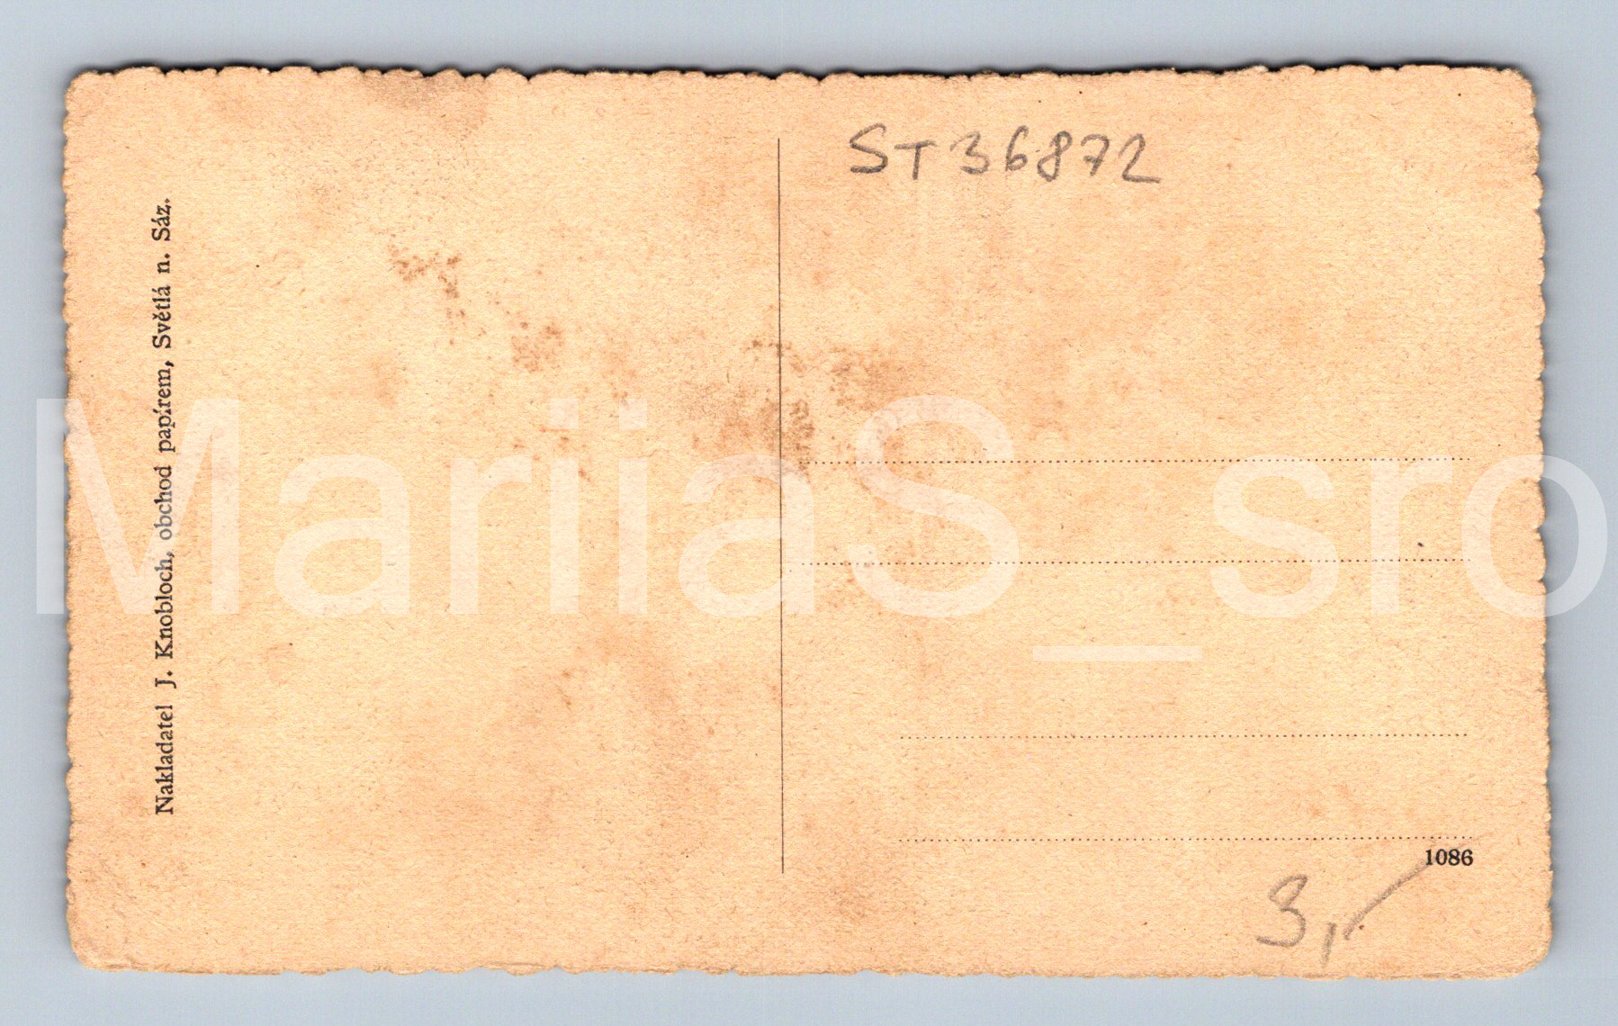 Nakladatel J. Knobloch, obchod papírem, Světlá n. Sáz.
ST36872
MariiaS_sro
1086
3,-